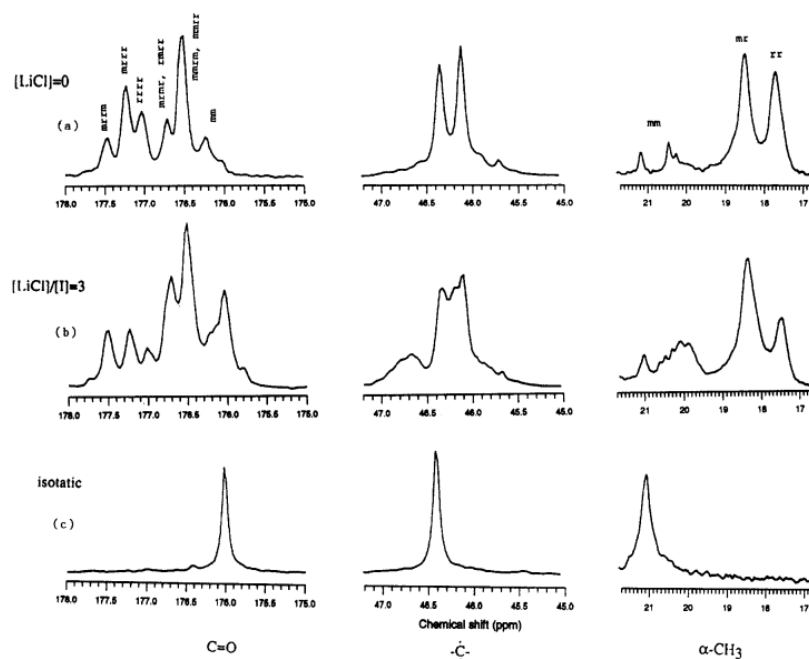 [LiCl]=0
(a)
mrrm
mrrr
rrrr
mrmr, rmrr
mmrm, mmrr
mm
mm
mr
rr
178.0 177.5 177.0 176.5 176.0 175.5 175.0
47.0 46.5 46.0 45.5 45.0
21 20 19 18 17
[LiCl]/[I]=3
(b)
178.0 177.5 177.0 176.5 176.0 175.5 175.0
47.0 46.5 46.0 45.5 45.0
21 20 19 18 17
isotatic
(c)
178.0 177.5 177.0 176.5 176.0 175.5 175.0
47.0 46.5 46.0 45.5 45.0
21 20 19 18 17
Chemical shift (ppm)
C=O
-C-
α-CH3